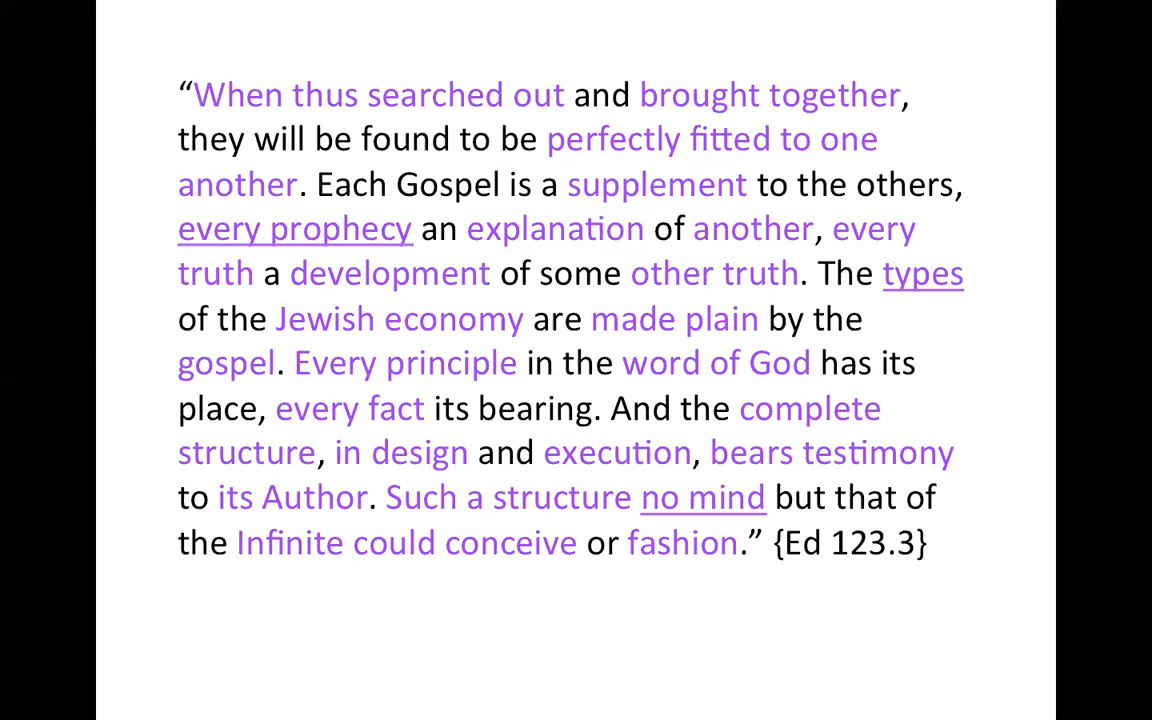 “When thus searched out and brought together,
they will be found to be perfectly fitted to one
another. Each Gospel is a supplement to the others,
every prophecy an explanation of another, every
truth a development of some other truth. The types
of the Jewish economy are made plain by the
gospel. Every principle in the word of God has its
place, every fact its bearing. And the complete
structure, in design and execution, bears testimony
to its Author. Such a structure no mind but that of
the Infinite could conceive or fashion.” {Ed 123.3}